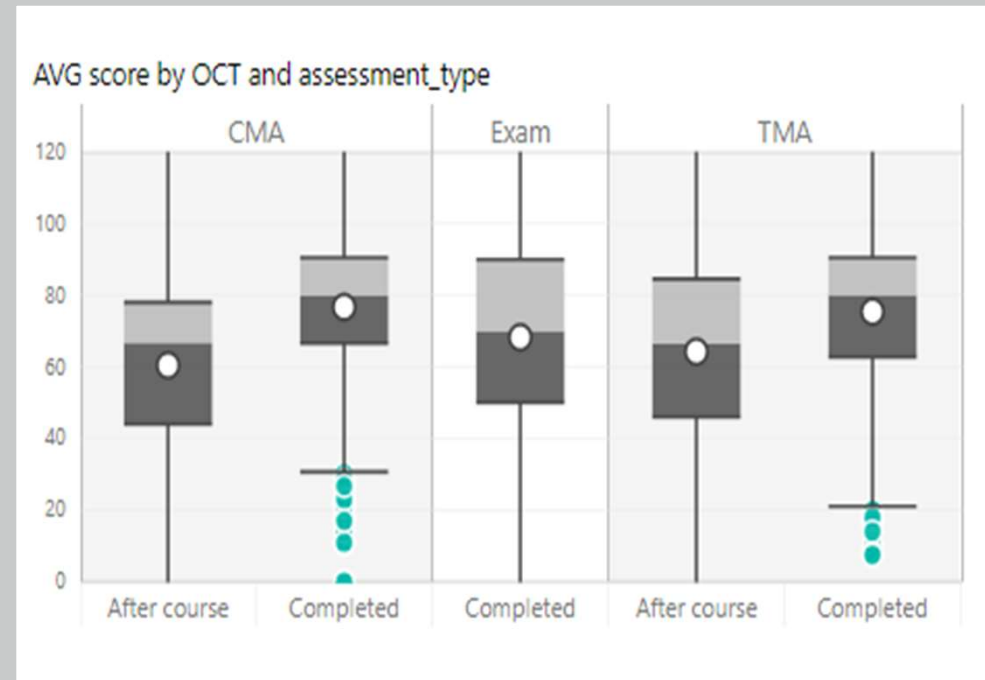 AVG score by OCT and assessment_type
CMA Exam TMA
120
100
80
60
40
20
0
After course Completed Completed After course Completed